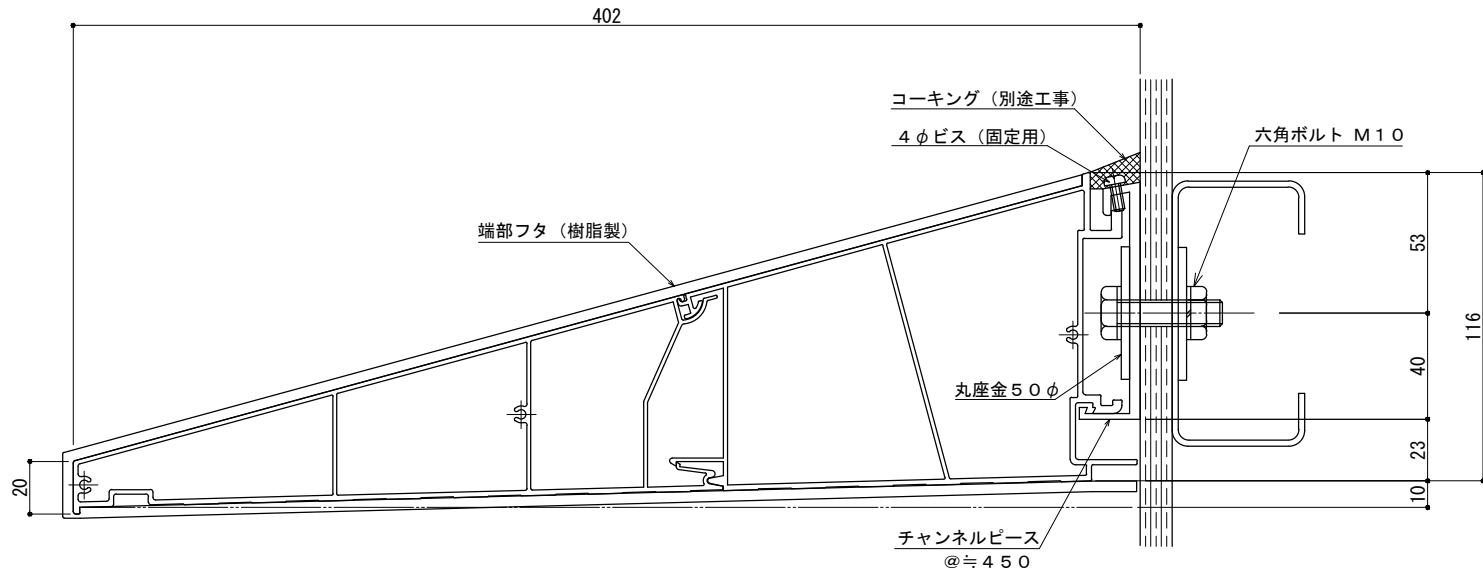 402
コーキング（別途工事）
４φビス（固定用）
六角ボルト Ｍ１０
端部フタ（樹脂製）
53
116
40
丸座金５０φ
23
20
10
チャンネルピース
＠≒４５０